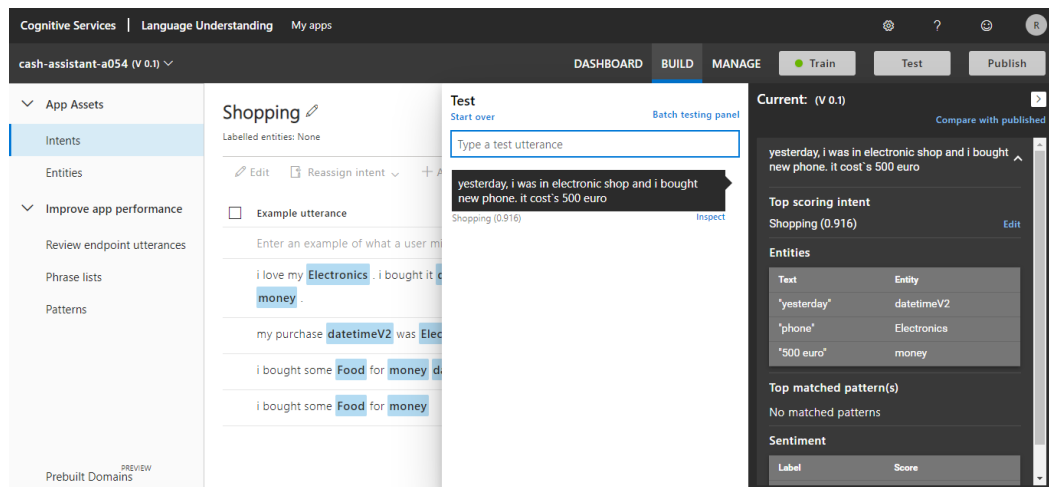 Cognitive Services | Language Understanding My apps
? R
cash-assistant-a054 (V 0.1)
DASHBOARD BUILD MANAGE Train Test Publish
App Assets
Intents
Entities
Improve app performance
Review endpoint utterances
Phrase lists
Patterns
PREVIEW
Prebuilt Domains
Shopping
Labelled entities: None
Edit Reassign intent + A
Example utterance
Enter an example of what a user mi
i love my Electronics . i bought it d
money .
my purchase datetimeV2 was Elec
i bought some Food for money da
i bought some Food for money
Test
Start over Batch testing panel
Type a test utterance
yesterday, i was in electronic shop and i bought
new phone. it cost`s 500 euro
Shopping (0.916) Inspect
Current: (V 0.1)
Compare with published
yesterday, i was in electronic shop and i bought
new phone. it cost`s 500 euro
Top scoring intent
Shopping (0.916) Edit
Entities
Text Entity
"yesterday" datetimeV2
"phone" Electronics
"500 euro" money
Top matched pattern(s)
No matched patterns
Sentiment
Label Score